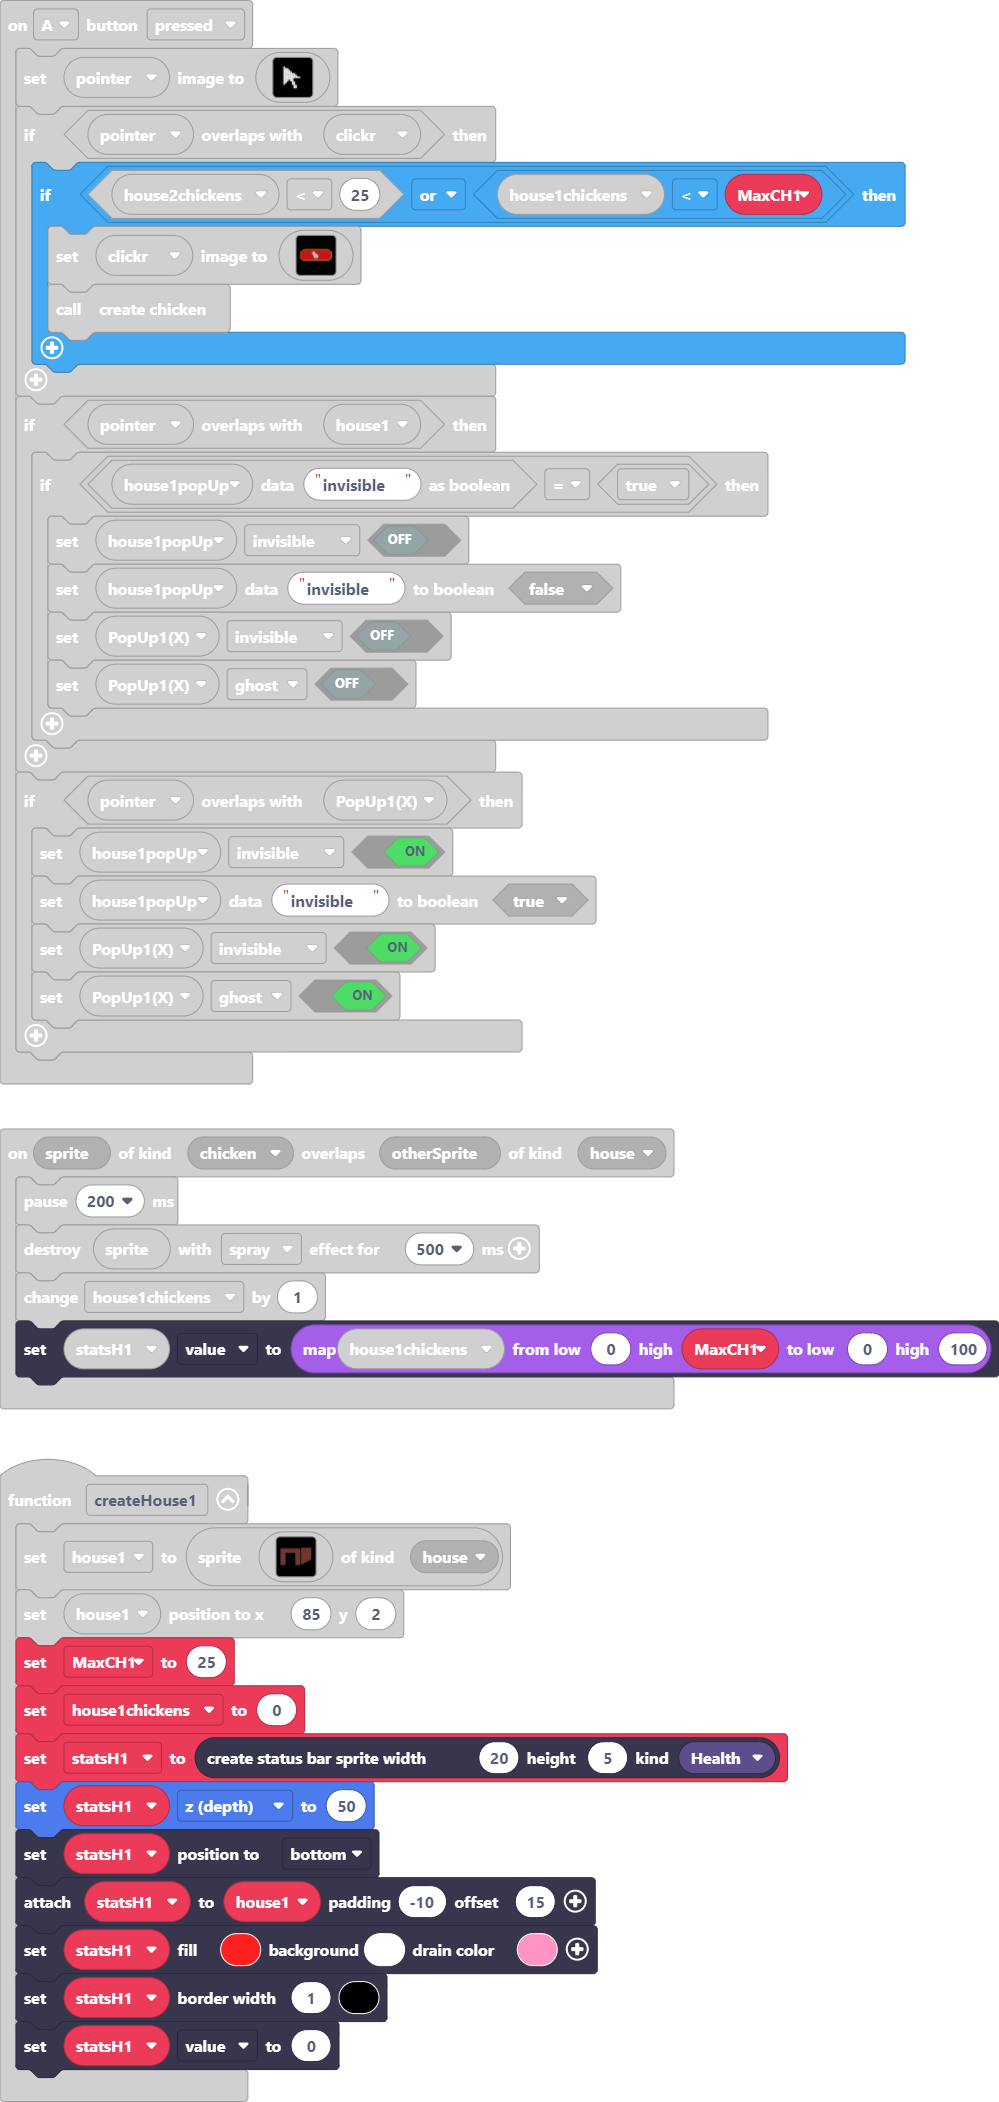 on A button pressed
set pointer image to
if pointer overlaps with clickr then
if house2chickens < 25 or house1chickens < MaxCH1 then
set clickr image to
call create chicken
if pointer overlaps with house1 then
if house1popUp data "invisible" as boolean = true then
set house1popUp invisible OFF
set house1popUp data "invisible" to boolean false
set PopUp1(X) invisible OFF
set PopUp1(X) ghost OFF
if pointer overlaps with PopUp1(X) then
set house1popUp invisible ON
set house1popUp data "invisible" to boolean true
set PopUp1(X) invisible ON
set PopUp1(X) ghost ON
on sprite of kind chicken overlaps otherSprite of kind house
pause 200 ms
destroy sprite with spray effect for 500 ms
change house1chickens by 1
set statsH1 value to map house1chickens from low 0 high MaxCH1 to low 0 high 100
function createHouse1
set house1 to sprite of kind house
set house1 position to x 85 y 2
set MaxCH1 to 25
set house1chickens to 0
set statsH1 to create status bar sprite width 20 height 5 kind Health
set statsH1 z (depth) to 50
set statsH1 position to bottom
attach statsH1 to house1 padding -10 offset 15
set statsH1 fill background drain color
set statsH1 border width 1
set statsH1 value to 0